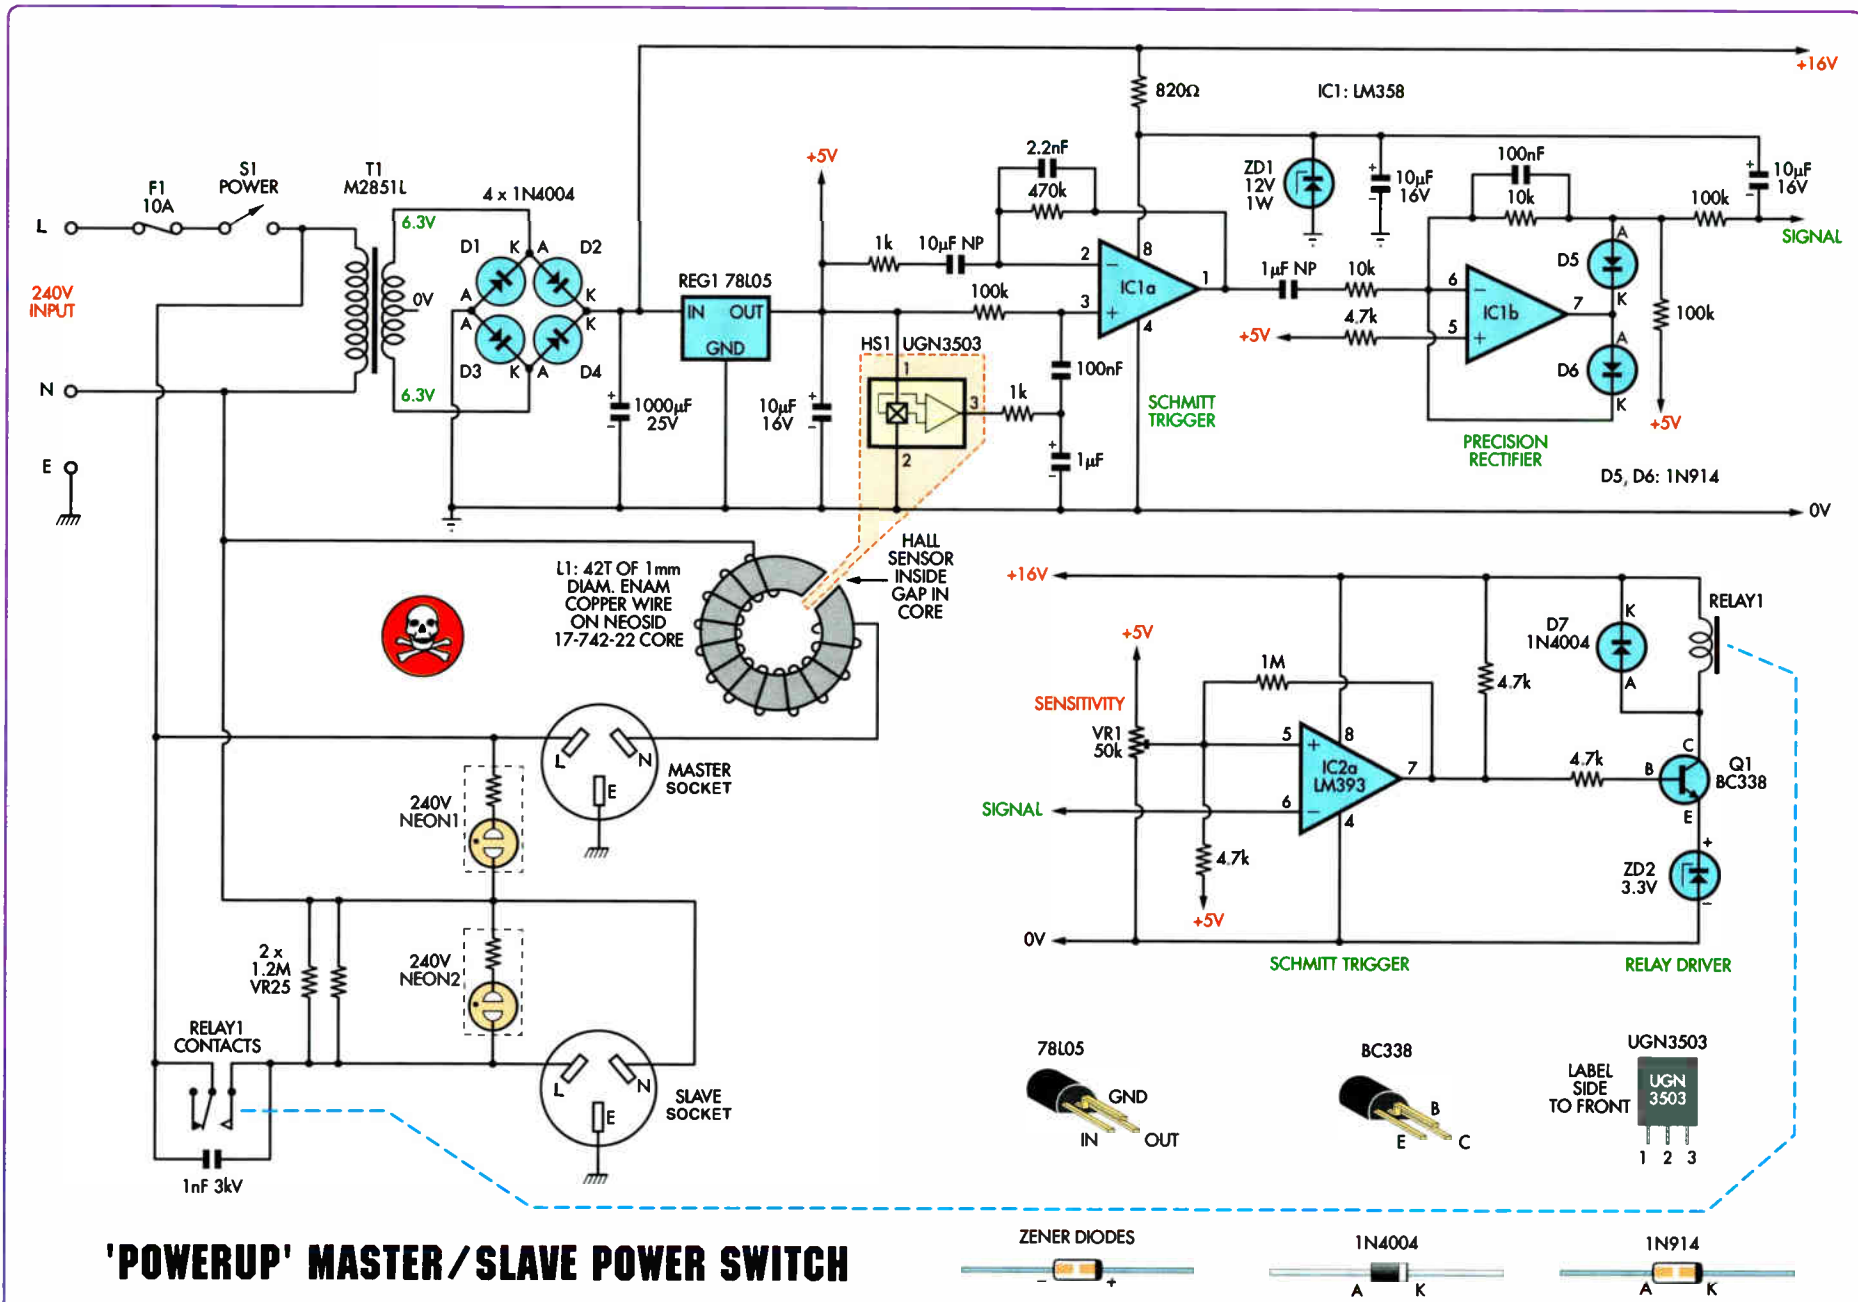 +16V
820Ω
IC1: LM358
F1
10A
S1
POWER
T1
M2851L
4 x 1N4004
+5V
2.2nF
470k
ZD1
12V
1W
+
10µF
16V
−
100nF
10k
+
10µF
16V
−
100k
SIGNAL
L
240V
INPUT
N
E
6.3V
0V
6.3V
D1
K
A
D2
A
K
A
K
D3
K
A
D4
REG1 78L05
IN
OUT
GND
1k
10µF NP
2
−
8
IC1a
1
3
+
4
100k
1µF NP
10k
6
−
IC1b
7
5
+
+5V
4.7k
A
D5
K
A
D6
K
100k
+5V
HS1
UGN3503
1
3
2
1k
100nF
+
1µF
−
+
1000µF
25V
−
+
10µF
16V
−
SCHMITT
TRIGGER
PRECISION
RECTIFIER
D5, D6: 1N914
0V
L1: 42T OF 1mm
DIAM. ENAM
COPPER WIRE
ON NEOSID
17-742-22 CORE
HALL
SENSOR
INSIDE
GAP IN
CORE
+16V
+5V
SENSITIVITY
VR1
50k
SIGNAL
1M
5
+
8
IC2a
LM393
7
6
−
4
4.7k
+5V
0V
4.7k
4.7k
D7
1N4004
K
A
RELAY1
C
B
Q1
BC338
E
+
ZD2
3.3V
−
SCHMITT TRIGGER
RELAY DRIVER
L
N
E
MASTER
SOCKET
240V
NEON1
2 x
1.2M
VR25
240V
NEON2
RELAY1
CONTACTS
1nF 3kV
L
N
E
SLAVE
SOCKET
78L05
GND
IN
OUT
BC338
B
E
C
UGN3503
LABEL
SIDE
TO FRONT
UGN
3503
1 2 3
'POWERUP' MASTER/SLAVE POWER SWITCH
ZENER DIODES
−
+
1N4004
A
K
1N914
A
K